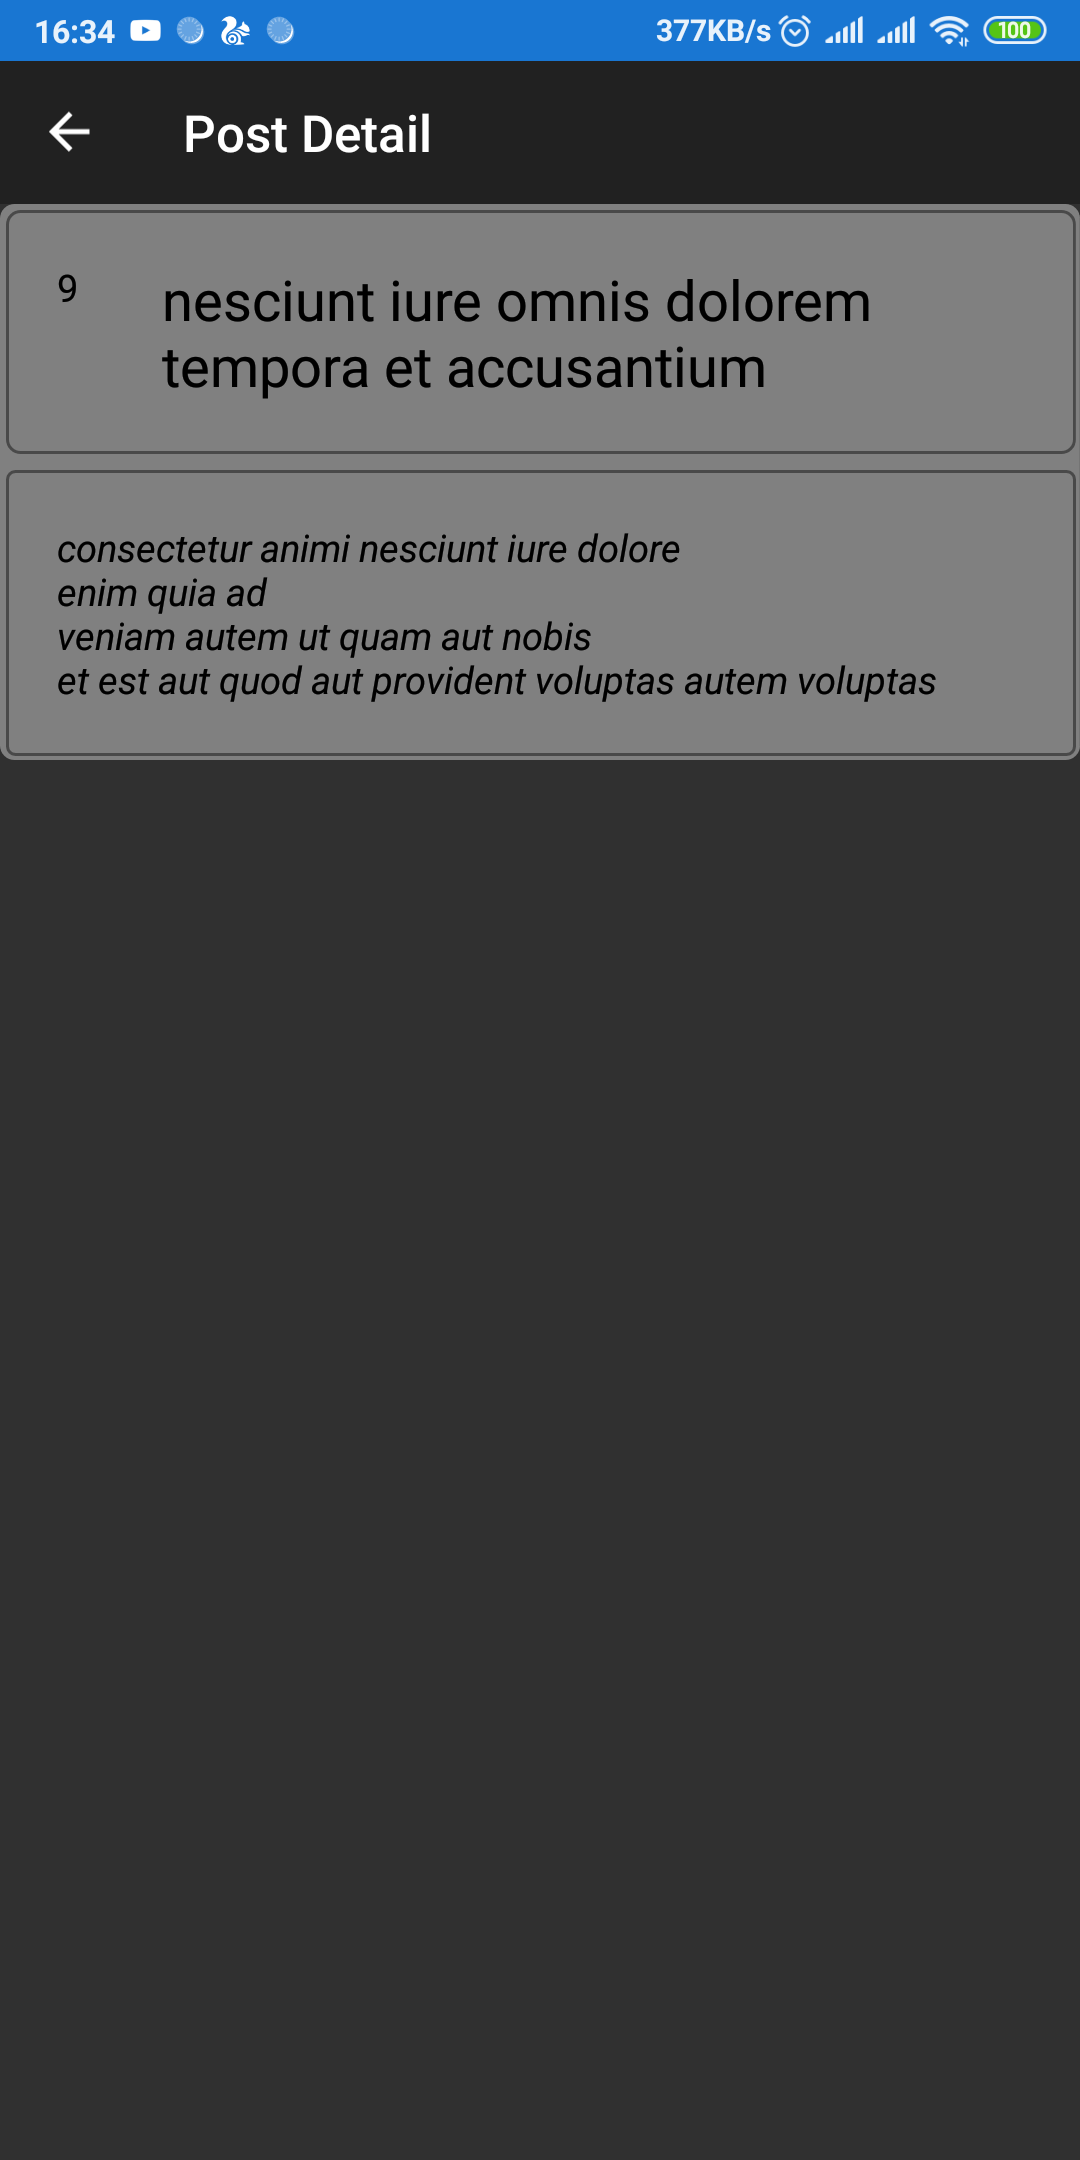 16:34
377KB/s
100
Post Detail
9
nesciunt iure omnis dolorem
tempora et accusantium
consectetur animi nesciunt iure dolore
enim quia ad
veniam autem ut quam aut nobis
et est aut quod aut provident voluptas autem voluptas